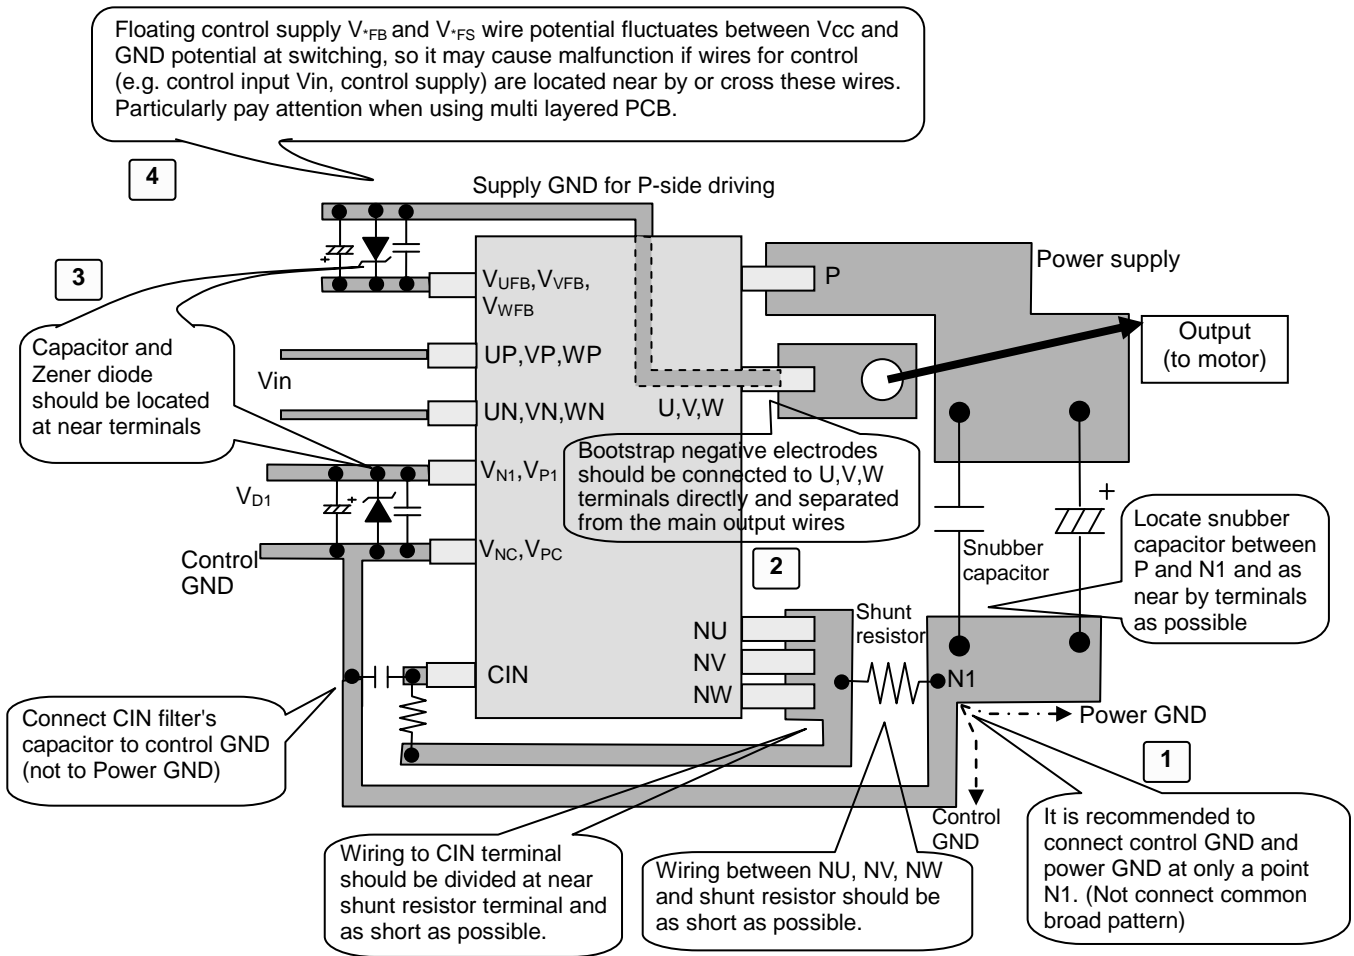 Floating control supply V*FB and V*FS wire potential fluctuates between Vcc and
GND potential at switching, so it may cause malfunction if wires for control
(e.g. control input Vin, control supply) are located near by or cross these wires.
Particularly pay attention when using multi layered PCB.
4
Supply GND for P-side driving
3
+
VUFB,VVFB,
VWFB
P
Power supply
Capacitor and
Zener diode
should be located
at near terminals
Vin
UP,VP,WP
Output
(to motor)
UN,VN,WN
U,V,W
Bootstrap negative electrodes
should be connected to U,V,W
terminals directly and separated
from the main output wires
VD1
+
VN1,VP1
+
Locate snubber
capacitor between
P and N1 and as
near by terminals
as possible
Control
GND
VNC,VPC
2
Snubber
capacitor
NU
NV
NW
Shunt
resistor
N1
CIN
Connect CIN filter's
capacitor to control GND
(not to Power GND)
Power GND
1
Control
GND
Wiring to CIN terminal
should be divided at near
shunt resistor terminal and
as short as possible.
Wiring between NU, NV, NW
and shunt resistor should be
as short as possible.
It is recommended to
connect control GND and
power GND at only a point
N1. (Not connect common
broad pattern)